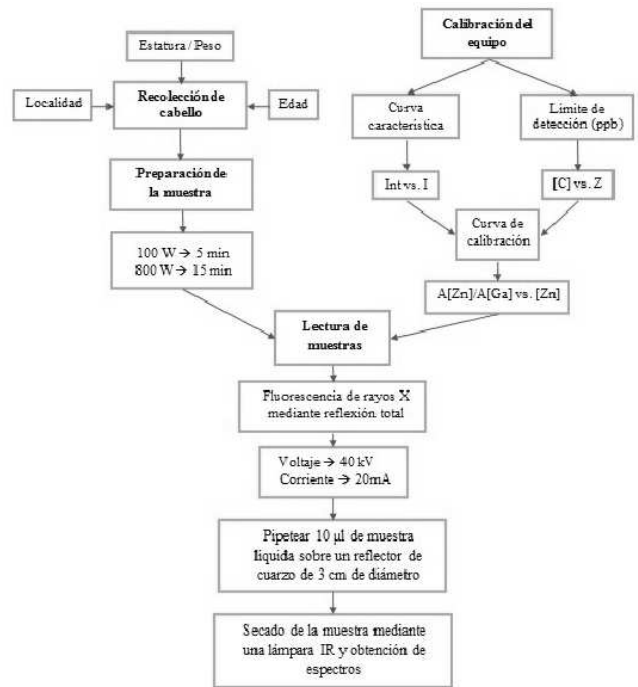 Estatura / Peso
Localidad
Recolección de
cabello
Edad
Preparación de
la muestra
100 W → 5 min
800 W → 15 min
Calibración del
equipo
Curva
caracteristica
Límite de
detección (ppb)
Int vs. I
[C] vs. Z
Curva de
calibración
A[Zn]/A[Ga] vs. [Zn]
Lectura de
muestras
Fluorescencia de rayos X
mediante reflexión total
Voltaje → 40 kV
Corriente → 20mA
Pipetear 10 µl de muestra
líquida sobre un reflector de
cuarzo de 3 cm de diámetro
Secado de la muestra mediante
una lámpara IR y obtención de
espectros